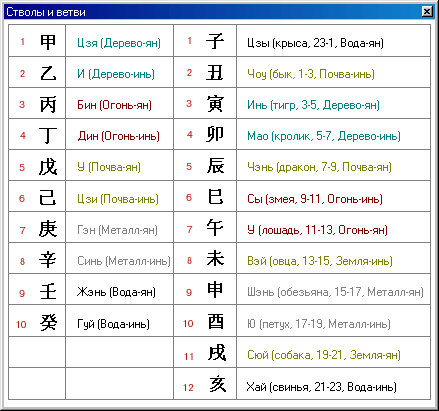 Стволы и ветви
1 甲 Цзя (Дерево-ян) 1 子 Цзы (крыса, 23-1, Вода-ян)
2 乙 И (Дерево-инь) 2 丑 Чоу (бык, 1-3, Почва-инь)
3 丙 Бин (Огонь-ян) 3 寅 Инь (тигр, 3-5, Дерево-ян)
4 丁 Дин (Огонь-инь) 4 卯 Мао (кролик, 5-7, Дерево-инь)
5 戊 У (Почва-ян) 5 辰 Чэнь (дракон, 7-9, Почва-ян)
6 己 Цзи (Почва-инь) 6 巳 Сы (змея, 9-11, Огонь-инь)
7 庚 Гэн (Металл-ян) 7 午 У (лошадь, 11-13, Огонь-ян)
8 辛 Синь (Металл-инь) 8 未 Вэй (овца, 13-15, Земля-инь)
9 壬 Жэнь (Вода-ян) 9 申 Шэнь (обезьяна, 15-17, Металл-ян)
10 癸 Гуй (Вода-инь) 10 酉 Ю (петух, 17-19, Металл-инь)
11 戌 Сюй (собака, 19-21, Земля-ян)
12 亥 Хай (свинья, 21-23, Вода-инь)